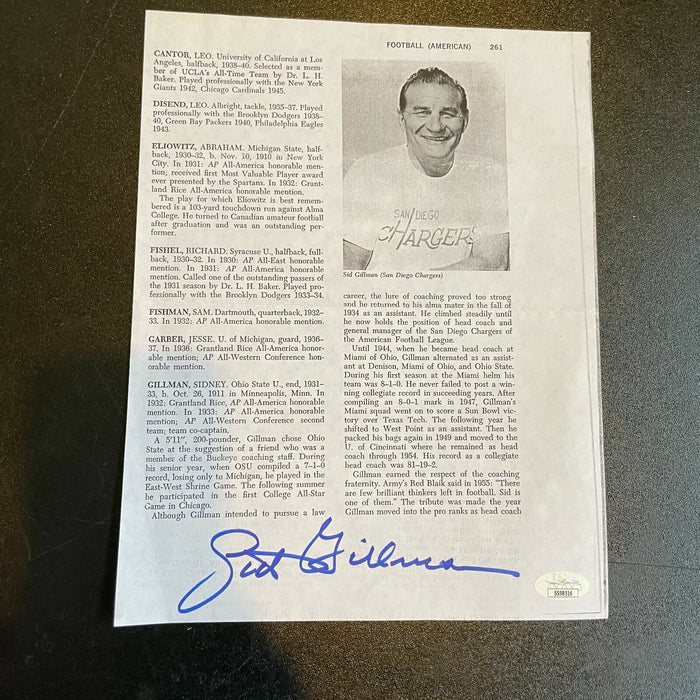 FOOTBALL (AMERICAN) 261
CANTOR, LEO. University of California at Los
Angeles, halfback, 1938-40. Selected as a mem-
ber of UCLA's All-Time Team by Dr. L. H.
Baker. Played professionally with the New York
Giants 1942, Chicago Cardinals 1945.
DISEND, LEO. Albright, tackle, 1935-37. Played
professionally with the Brooklyn Dodgers 1938-
40, Green Bay Packers 1940, Philadelphia Eagles
1943.
ELIOWITZ, ABRAHAM. Michigan State, half-
back, 1930-32, b. Nov. 10, 1910 in New York
City. In 1931: AP All-America honorable men-
tion; received first Most Valuable Player award
ever presented by the Spartans. In 1932: Grant-
land Rice All-America honorable mention.
The play for which Eliowitz is best remem-
bered is a 103-yard touchdown run against Alma
College. He turned to Canadian amateur football
after graduation and was an outstanding per-
former.
FISHEL, RICHARD. Syracuse U., halfback, full-
back, 1930-32. In 1930: AP All-East honorable
mention. In 1931: AP All-America honorable
mention. Called one of the outstanding passers of
the 1931 season by Dr. L. H. Baker. Played pro-
fessionally with the Brooklyn Dodgers 1933-34.
FISHMAN, SAM. Dartmouth, quarterback, 1932-
33. In 1932: AP All-America honorable mention.
GARBER, JESSE. U. of Michigan, guard, 1936-
37. In 1936: Grantland Rice All-America honor-
able mention; AP All-Western Conference hon-
orable mention.
GILLMAN, SIDNEY. Ohio State U., end, 1931-
33, b. Oct. 26, 1911 in Minneapolis, Minn. In
1932: Grantland Rice, AP All-America honorable
mention. In 1933: AP All-America honorable
mention; AP All-Western Conference second
team; team co-captain.
A 5'11", 200-pounder, Gillman chose Ohio
State at the suggestion of a friend who was a
member of the Buckeye coaching staff. During
his senior year, when OSU compiled a 7-1-0
record, losing only to Michigan, he played in the
East-West Shrine Game. The following summer
he participated in the first College All-Star
Game in Chicago.
Although Gillman intended to pursue a law
SAN DIEGO
CHARGERS
Sid Gillman (San Diego Chargers)
career, the lure of coaching proved too strong
and he returned to his alma mater in the fall of
1934 as an assistant. He climbed steadily until
he now holds the position of head coach and
general manager of the San Diego Chargers of
the American Football League.
Until 1944, when he became head coach at
Miami of Ohio, Gillman alternated as an assist-
ant at Denison, Miami of Ohio, and Ohio State.
During his first season at the Miami helm his
team was 8-1-0. He never failed to post a win-
ning collegiate record in succeeding years. After
compiling an 8-0-1 mark in 1947, Gillman's
Miami squad went on to score a Sun Bowl vic-
tory over Texas Tech. The following year he
shifted to West Point as an assistant. Then he
packed his bags again in 1949 and moved to the
U. of Cincinnati where he remained as head
coach through 1954. His record as a collegiate
head coach was 81-19-2.
Gillman earned the respect of the coaching
fraternity. Army's Red Blaik said in 1955: "There
are few brilliant thinkers left in football. Sid is
one of them." The tribute was made the year
Gillman moved into the pro ranks as head coach
Sid Gillman
SS98516